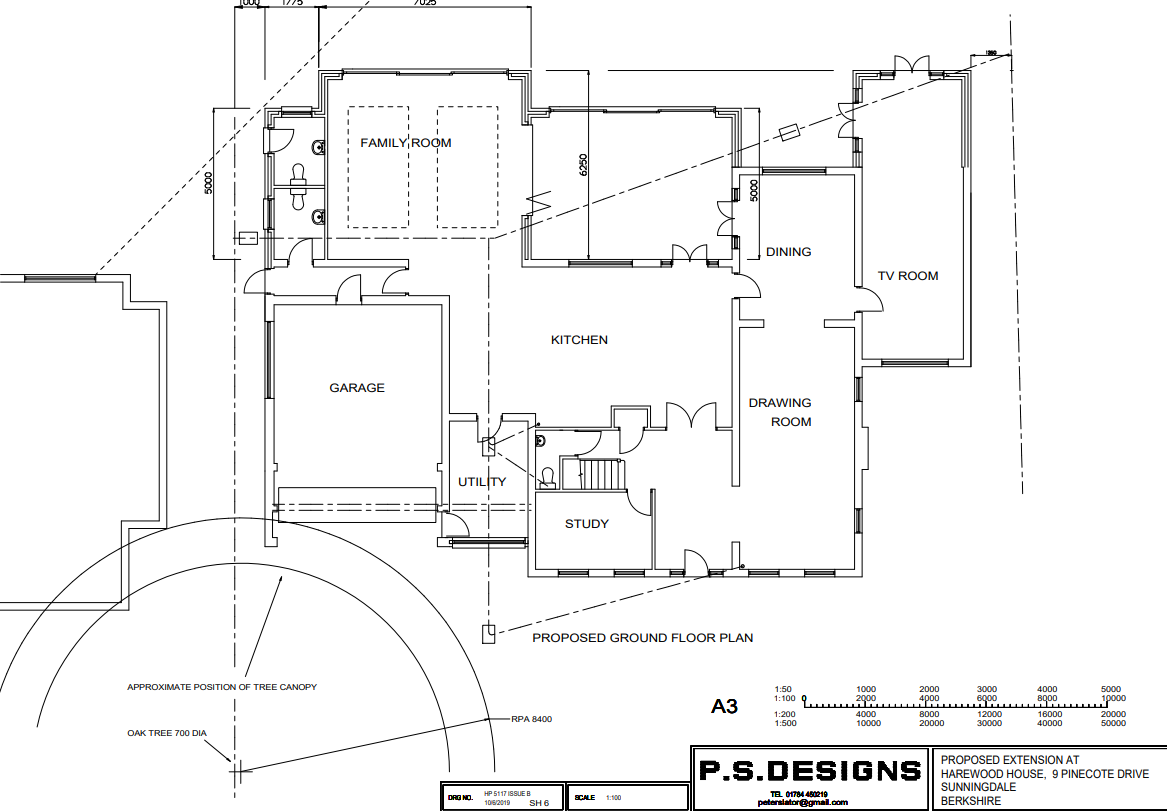 1000 1775 7025
1350
FAMILY ROOM
5000
6250
5000
DINING
TV ROOM
KITCHEN
GARAGE
DRAWING
ROOM
UTILITY
STUDY
PROPOSED GROUND FLOOR PLAN
APPROXIMATE POSITION OF TREE CANOPY
OAK TREE 700 DIA
RPA 8400
A3
1:50 1000 2000 3000 4000 5000
1:100 0 2000 4000 6000 8000 10000
1:200 4000 8000 12000 16000 20000
1:500 10000 20000 30000 40000 50000
DRG NO. HP 5117 ISSUE B
10/6/2019 SH 6
SCALE 1:100
P.S.DESIGNS
TEL 01784 450219
peterslator@gmail.com
PROPOSED EXTENSION AT
HAREWOOD HOUSE, 9 PINECOTE DRIVE
SUNNINGDALE
BERKSHIRE